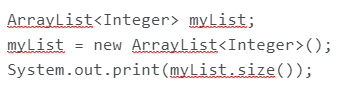 ArrayList<Integer> myList;
myList = new ArrayList<Integer>();
System.out.print(myList.size());